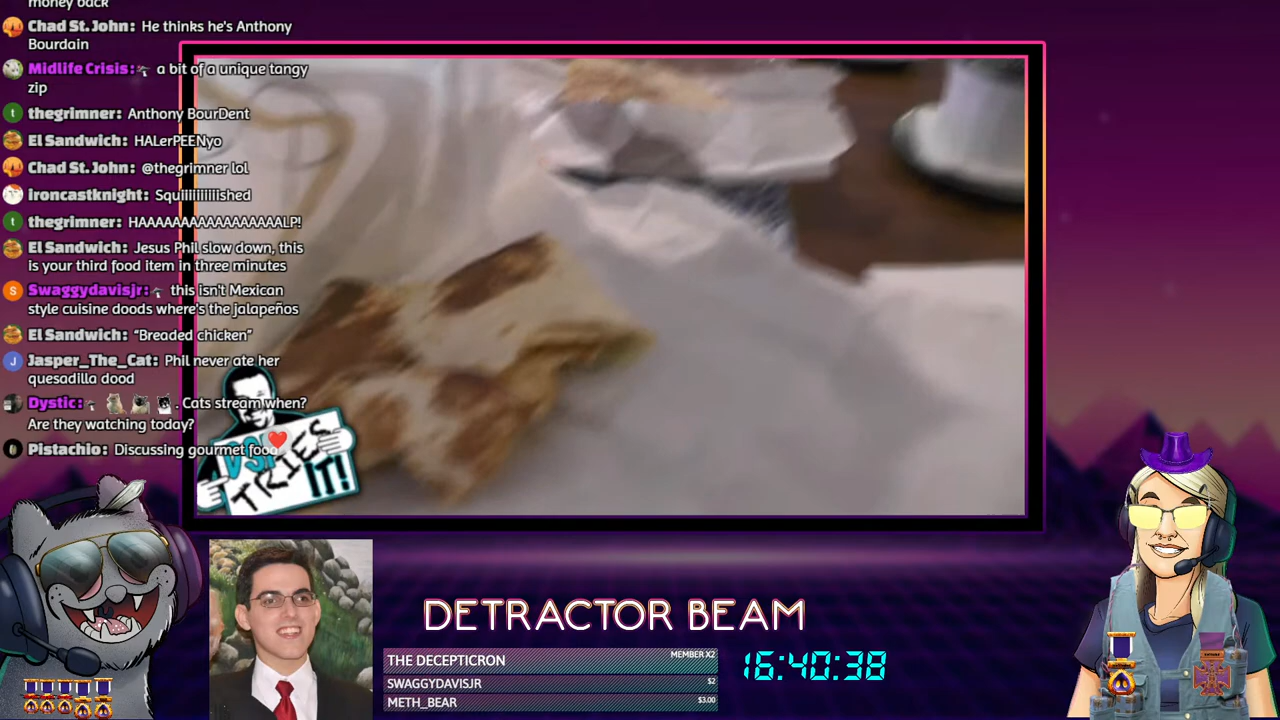 money back
Chad St. John: He thinks he's Anthony
Bourdain
Midlife Crisis: a bit of a unique tangy
zip
t
thegrimner: Anthony BourDent
El Sandwich: HALerPEENyo
Chad St. John: @thegrimner lol
ironcastknight: Squiiiiiiiiiished
t
thegrimner: HAAAAAAAAAAAAAAAAALP!
El Sandwich: Jesus Phil slow down, this
is your third food item in three minutes
S
Swaggydavisjr: this isn't Mexican
style cuisine doods where's the jalapeños
El Sandwich: “Breaded chicken”
J
Jasper_The_Cat: Phil never ate her
quesadilla dood
Dystic: . Cats stream when?
Are they watching today?
Pistachio: Discussing gourmet food
TRIES
IT!
DETRACTOR BEAM
THE DECEPTICRON MEMBER X2
SWAGGYDAVISJR $2
METH_BEAR $3.00
16:40:38